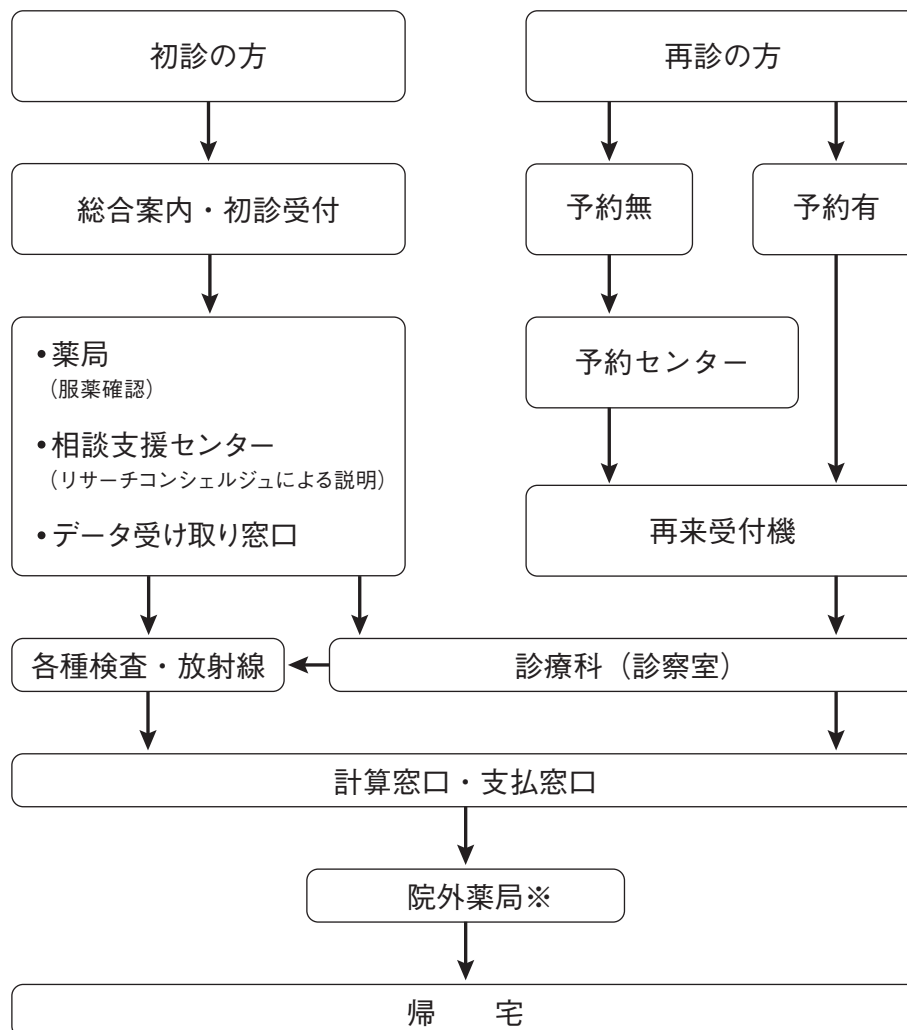 初診の方
再診の方
総合案内・初診受付
予約無
予約有
・薬局
（服薬確認）
・相談支援センター
（リサーチコンシェルジュによる説明）
・データ受け取り窓口
予約センター
再来受付機
各種検査・放射線
診療科（診察室）
計算窓口・支払窓口
院外薬局※
帰　　宅